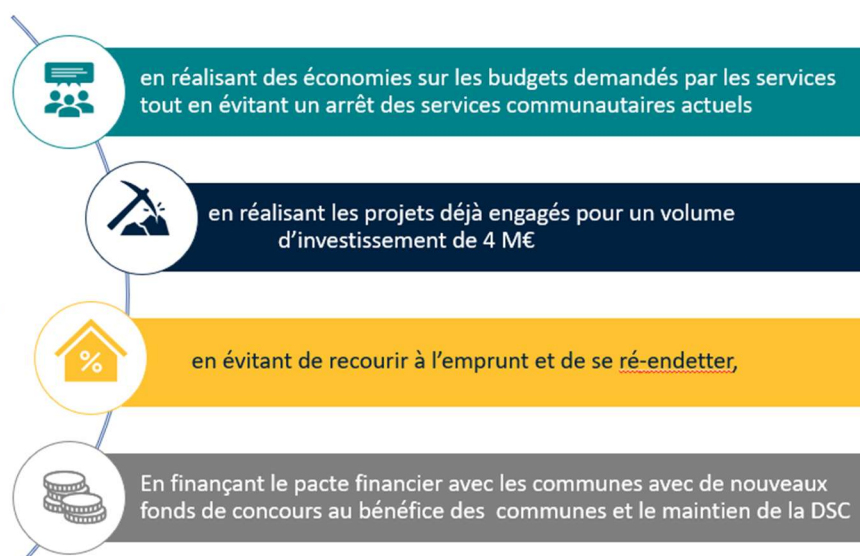 en réalisant des économies sur les budgets demandés par les services
tout en évitant un arrêt des services communautaires actuels
en réalisant les projets déjà engagés pour un volume
d’investissement de 4 M€
%
en évitant de recourir à l’emprunt et de se ré-endetter,
En finançant le pacte financier avec les communes avec de nouveaux
fonds de concours au bénéfice des communes et le maintien de la DSC